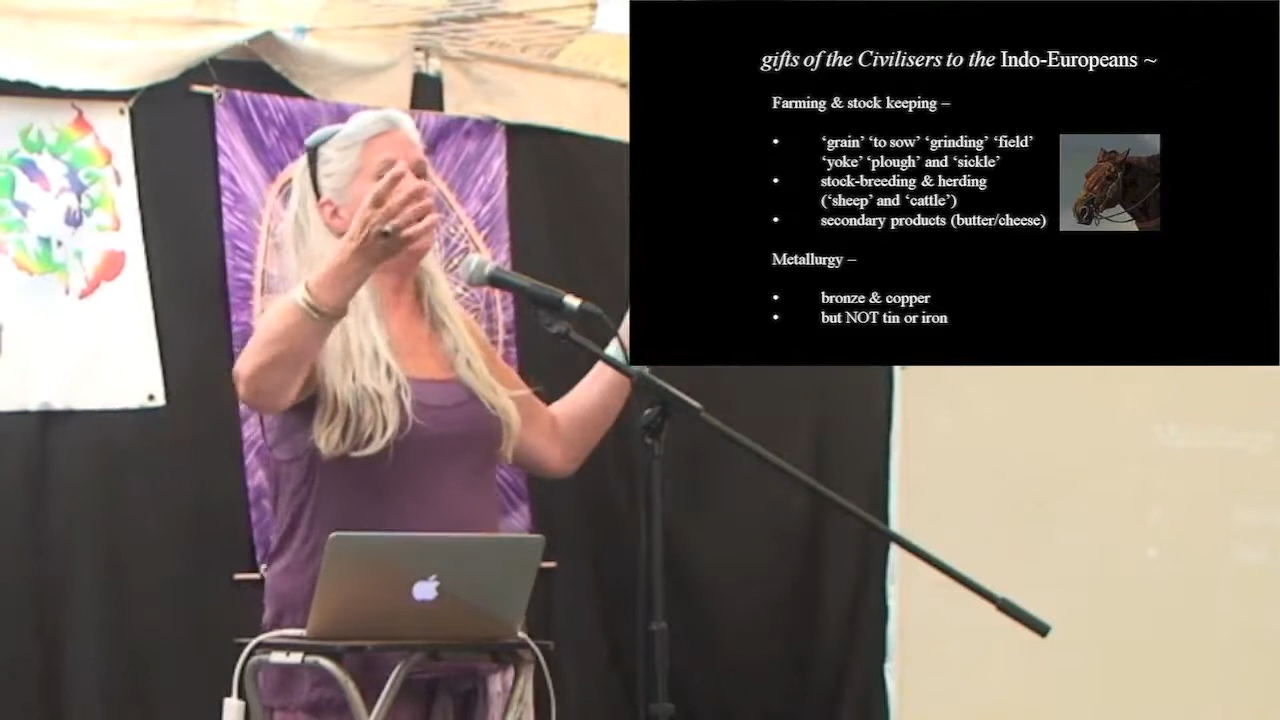 gifts of the Civilisers to the Indo-Europeans ~
Farming & stock keeping –
• ‘grain’ ‘to sow’ ‘grinding’ ‘field’
‘yoke’ ‘plough’ and ‘sickle’
• stock-breeding & herding
(‘sheep’ and ‘cattle’)
• secondary products (butter/cheese)
Metallurgy –
• bronze & copper
• but NOT tin or iron